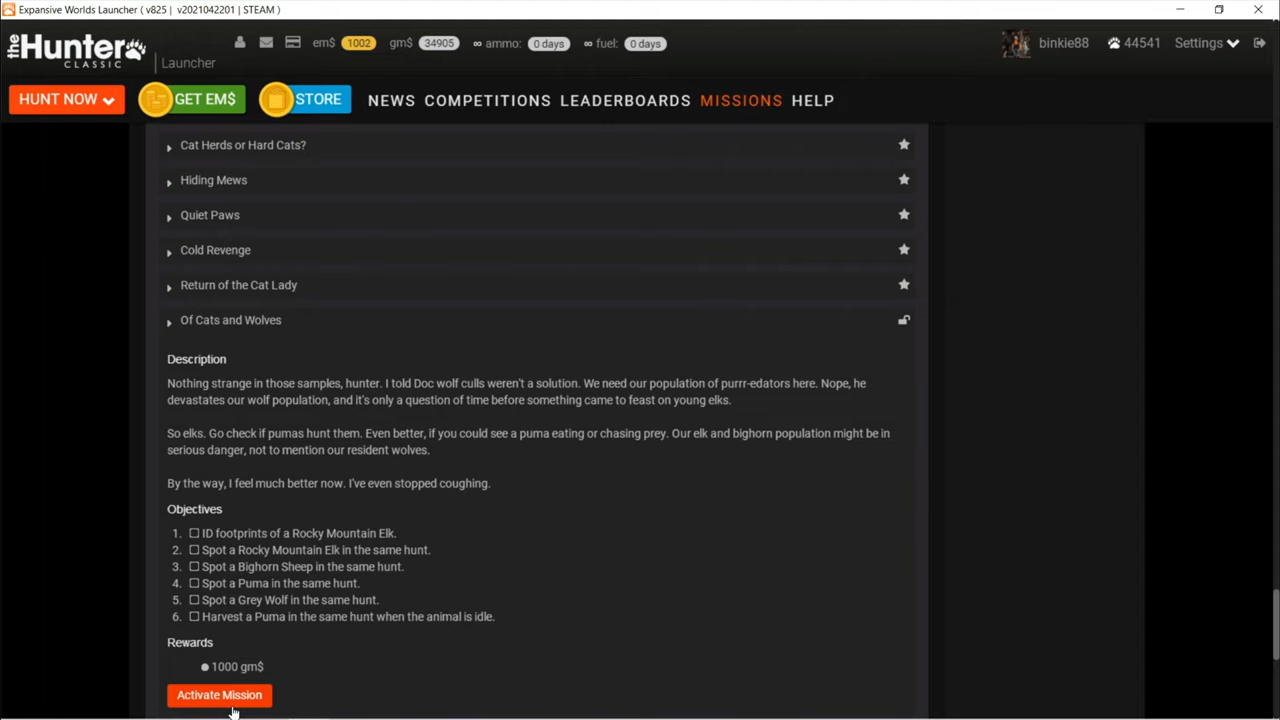 Expansive Worlds Launcher ( v825 | v2021042201 | STEAM )
theHunter CLASSIC
Launcher
em$ 1002 gm$ 34905 ∞ ammo: 0 days ∞ fuel: 0 days
binkie88 44541 Settings
HUNT NOW GET EM$ STORE NEWS COMPETITIONS LEADERBOARDS MISSIONS HELP
Cat Herds or Hard Cats?
Hiding Mews
Quiet Paws
Cold Revenge
Return of the Cat Lady
Of Cats and Wolves
Description
Nothing strange in those samples, hunter. I told Doc wolf culls weren't a solution. We need our population of purrr-edators here. Nope, he
devastates our wolf population, and it's only a question of time before something came to feast on young elks.
So elks. Go check if pumas hunt them. Even better, if you could see a puma eating or chasing prey. Our elk and bighorn population might be in
serious danger, not to mention our resident wolves.
By the way, I feel much better now. I've even stopped coughing.
Objectives
1. ID footprints of a Rocky Mountain Elk.
2. Spot a Rocky Mountain Elk in the same hunt.
3. Spot a Bighorn Sheep in the same hunt.
4. Spot a Puma in the same hunt.
5. Spot a Grey Wolf in the same hunt.
6. Harvest a Puma in the same hunt when the animal is idle.
Rewards
1000 gm$
Activate Mission